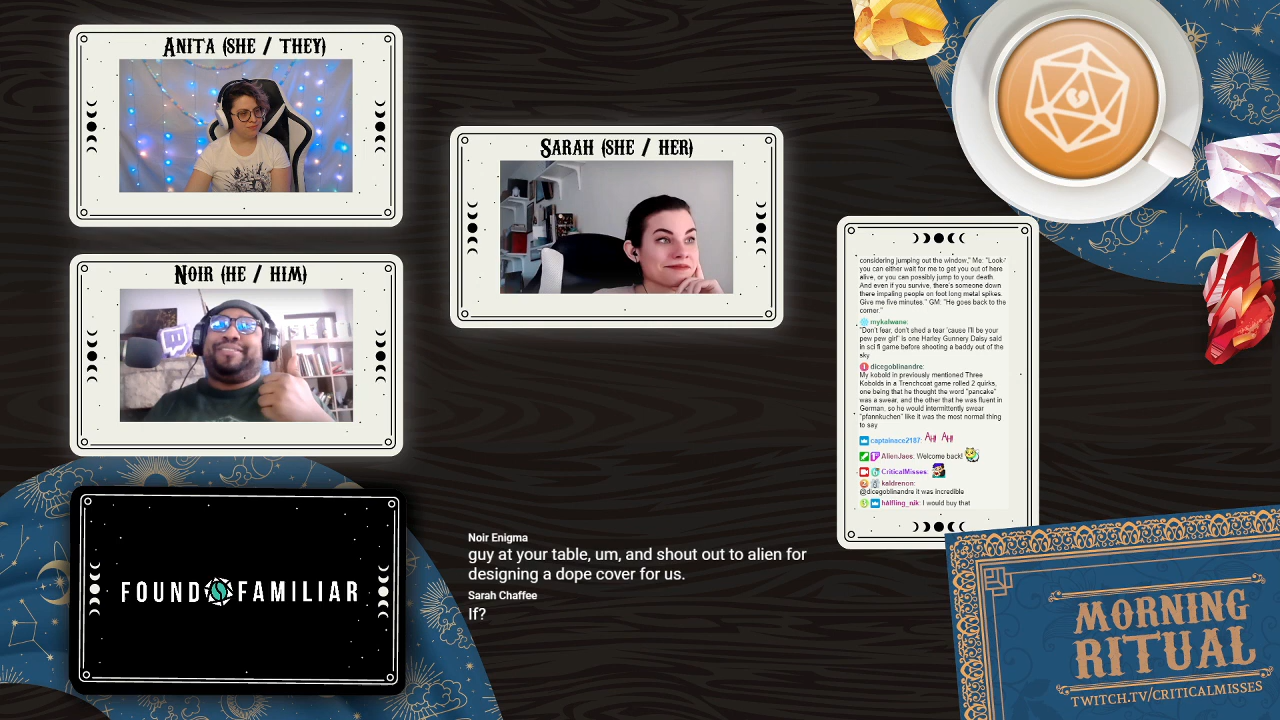 ANITA (SHE / THEY)
SARAH (SHE / HER)
NOIR (HE / HIM)
considering jumping out the window," Me: "Look-
you can either wait for me to get you out of here
alive, or you can possibly jump to your death.
And even if you survive, there's someone down
there impaling people on foot long metal spikes.
Give me five minutes." GM: "He goes back to the
corner."
mykalwane:
"Don't fear, don't shed a tear 'cause I'll be your
pew pew girl" is one Harley Gunnery Daisy said
in sci fi game before shooting a baddy out of the
sky
dicegoblinandre:
My kobold in previously mentioned Three
Kobolds in a Trenchcoat game rolled 2 quirks,
one being that he thought the word "pancake"
was a swear, and the other that he was fluent in
German, so he would intermittently swear
"pfannkuchen" like it was the most normal thing
to say
captainace2187:
AlienJaes: Welcome back!
CriticalMisses:
kaldrenon:
@dicegoblinandre it was incredible
halfling_nik: I would buy that
FOUND FAMILIAR
Noir Enigma
guy at your table, um, and shout out to alien for
designing a dope cover for us.
Sarah Chaffee
If?
MORNING
RITUAL
TWITCH.TV/CRITICALMISSES